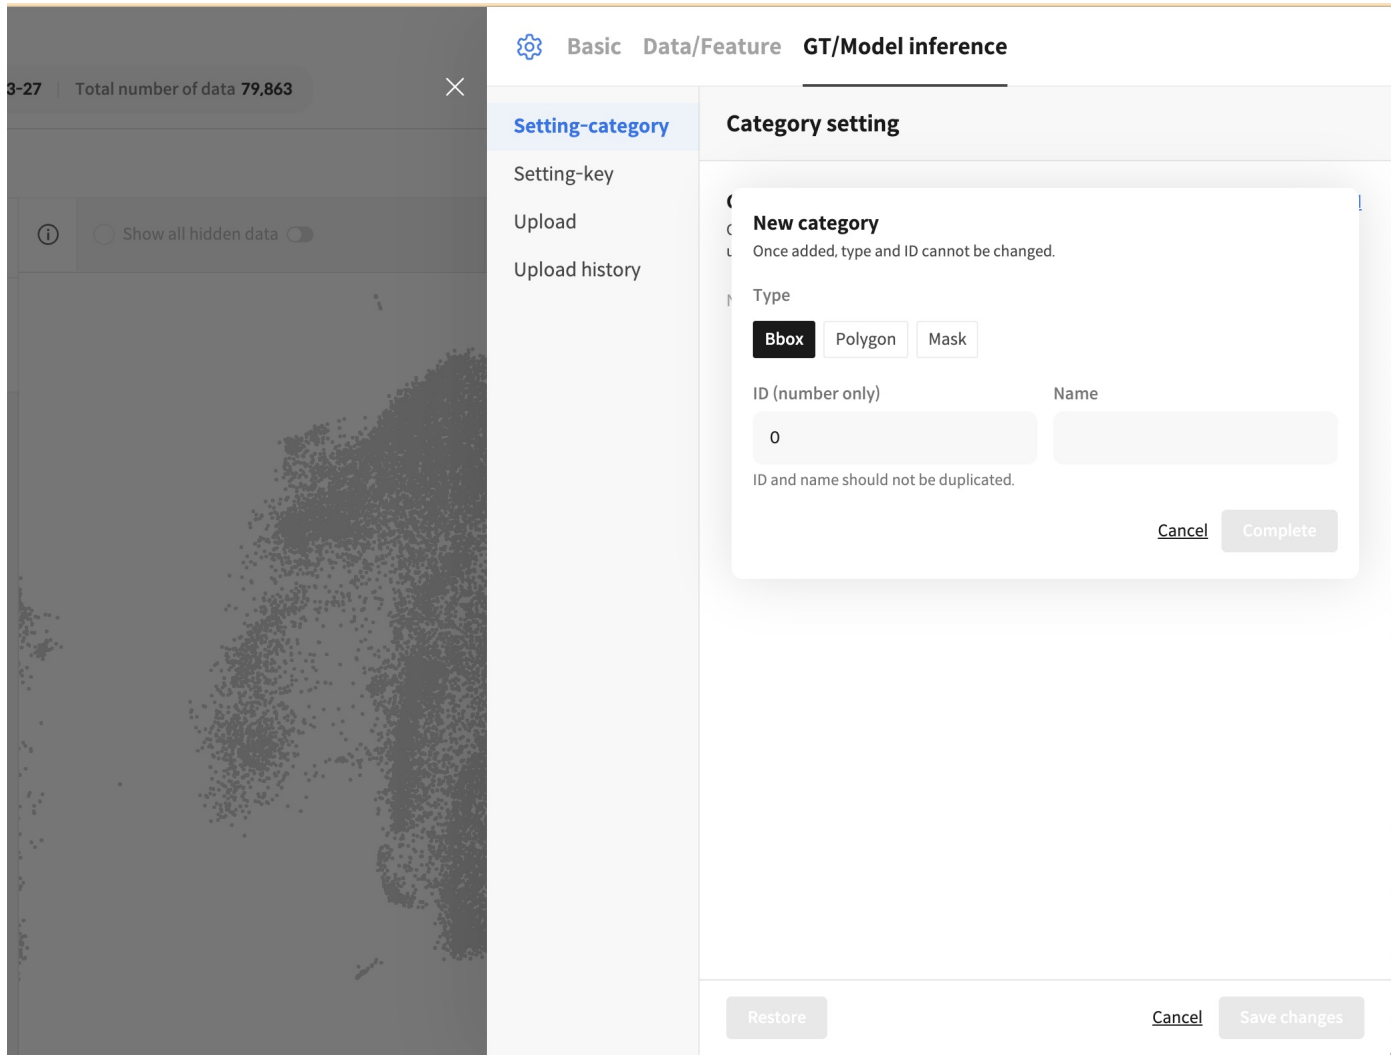 Basic Data/Feature GT/Model inference
3-27 Total number of data 79,863
Setting-category
Setting-key
Upload
Upload history
Show all hidden data
Category setting
New category
Once added, type and ID cannot be changed.
Type
Bbox Polygon Mask
ID (number only) Name
0
ID and name should not be duplicated.
Cancel Complete
Restore Cancel Save changes